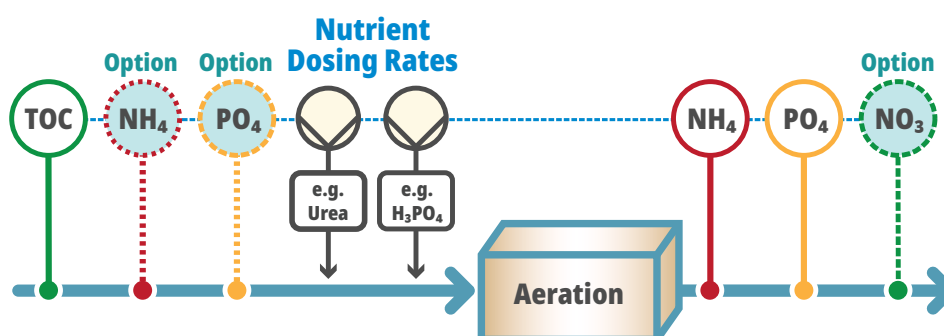 Nutrient
Dosing Rates
Option
Option
Option
TOC
NH₄
PO₄
NH₄
PO₄
NO₃
e.g.
Urea
e.g.
H₃PO₄
Aeration